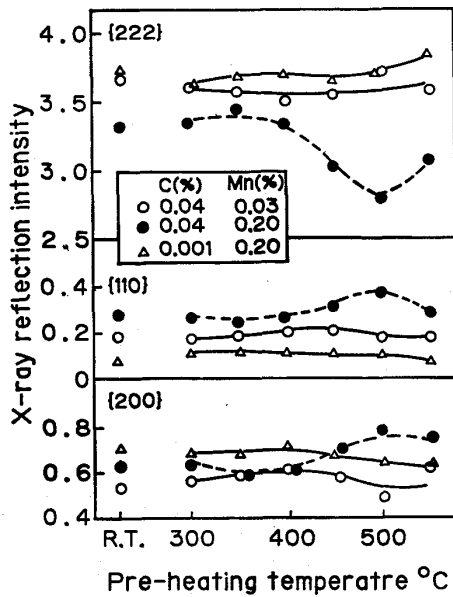 X-ray reflection intensity
4.0
{222}
3.5
3.0
2.5
C(%) Mn(%)
○ 0.04 0.03
● 0.04 0.20
△ 0.001 0.20
{110}
0.4
0.2
0
{200}
0.8
0.6
0.4
R.T. 300 400 500
Pre-heating temperatre °C